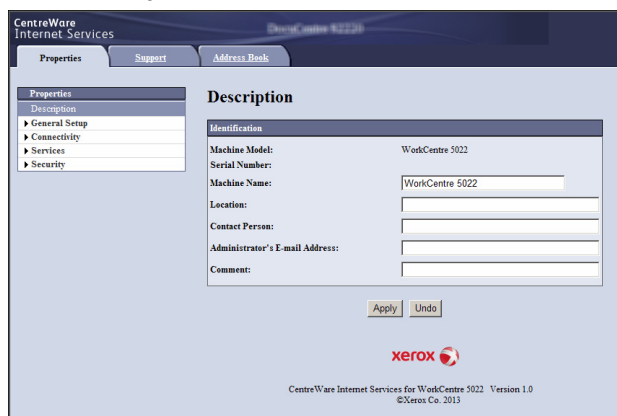 CentreWare
Internet Services
Properties Support Address Book
Properties
Description
General Setup
Connectivity
Services
Security
Description
Identification
Machine Model: WorkCentre 5022
Serial Number:
Machine Name: WorkCentre 5022
Location:
Contact Person:
Administrator's E-mail Address:
Comment:
Apply Undo
xerox
CentreWare Internet Services for WorkCentre 5022 Version 1.0
©Xerox Co. 2013